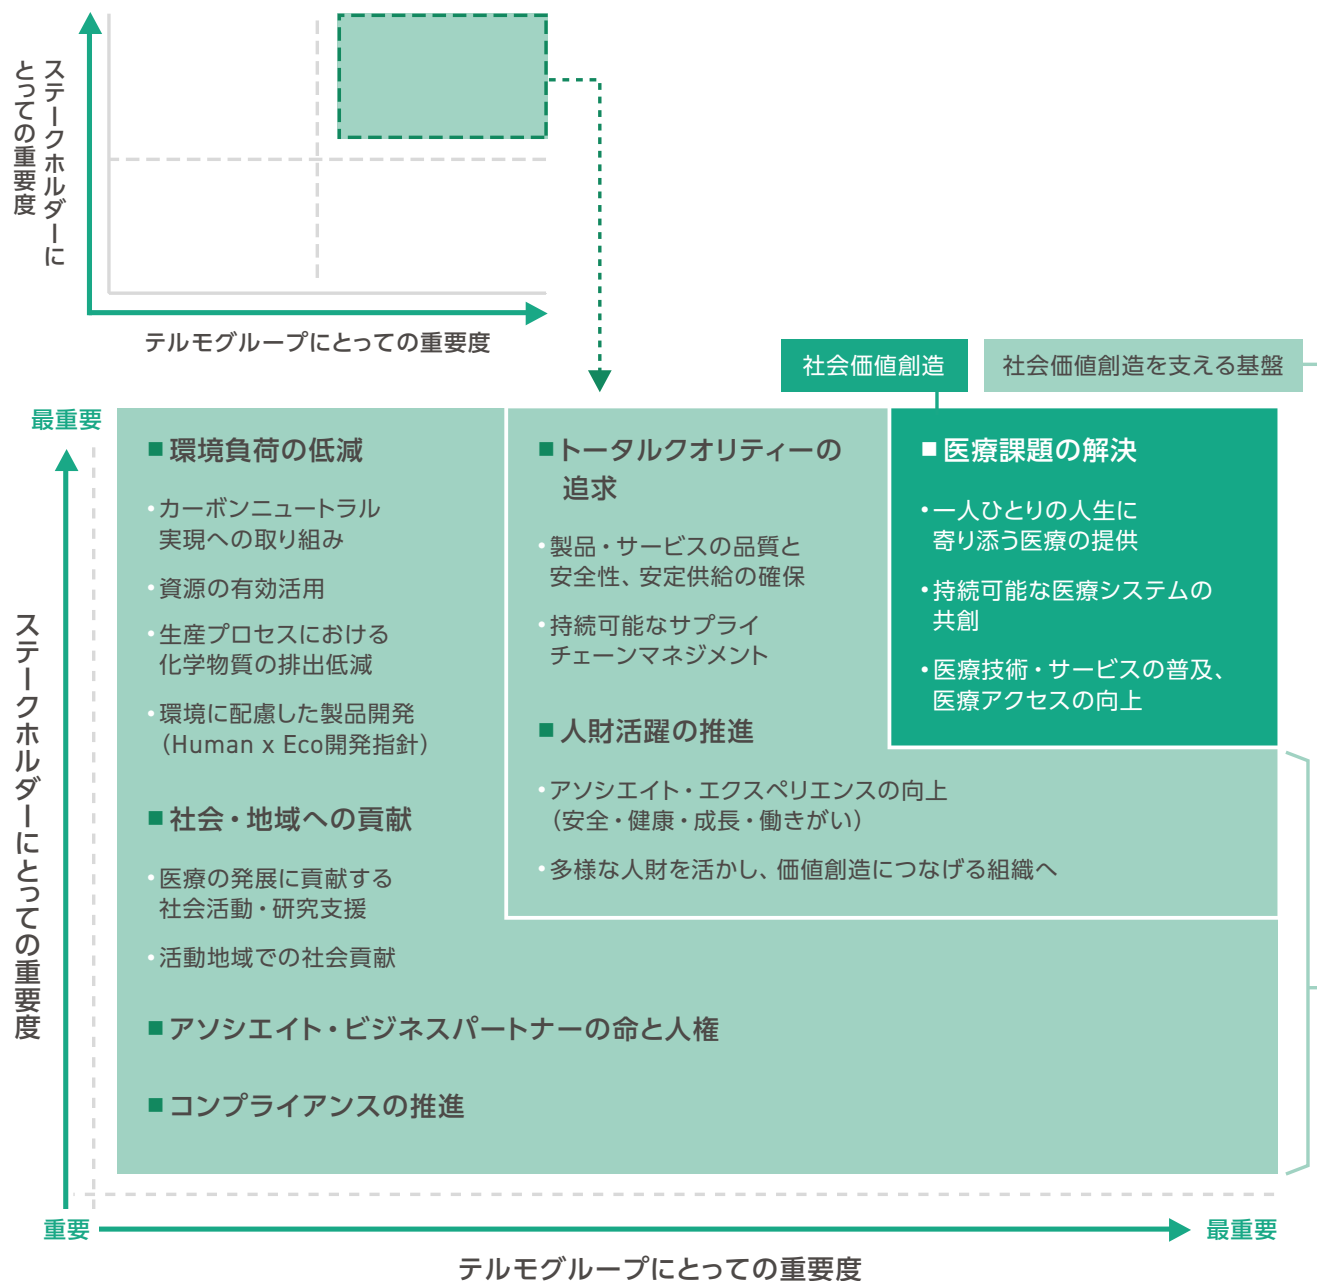 ステークホルダーに
とっての重要度
テルモグループにとっての重要度
社会価値創造
社会価値創造を支える基盤
最重要
ステークホルダーにとっての重要度
■環境負荷の低減
•カーボンニュートラル
実現への取り組み
•資源の有効活用
•生産プロセスにおける
化学物質の排出低減
•環境に配慮した製品開発
（Human x Eco開発指針）
■社会・地域への貢献
•医療の発展に貢献する
社会活動・研究支援
•活動地域での社会貢献
■アソシエイト・ビジネスパートナーの命と人権
■コンプライアンスの推進
■トータルクオリティーの
追求
•製品・サービスの品質と
安全性、安定供給の確保
•持続可能なサプライ
チェーンマネジメント
■人財活躍の推進
•アソシエイト・エクスペリエンスの向上
（安全・健康・成長・働きがい）
•多様な人財を活かし、価値創造につなげる組織へ
■医療課題の解決
•一人ひとりの人生に
寄り添う医療の提供
•持続可能な医療システムの
共創
•医療技術・サービスの普及、
医療アクセスの向上
重要
最重要
テルモグループにとっての重要度